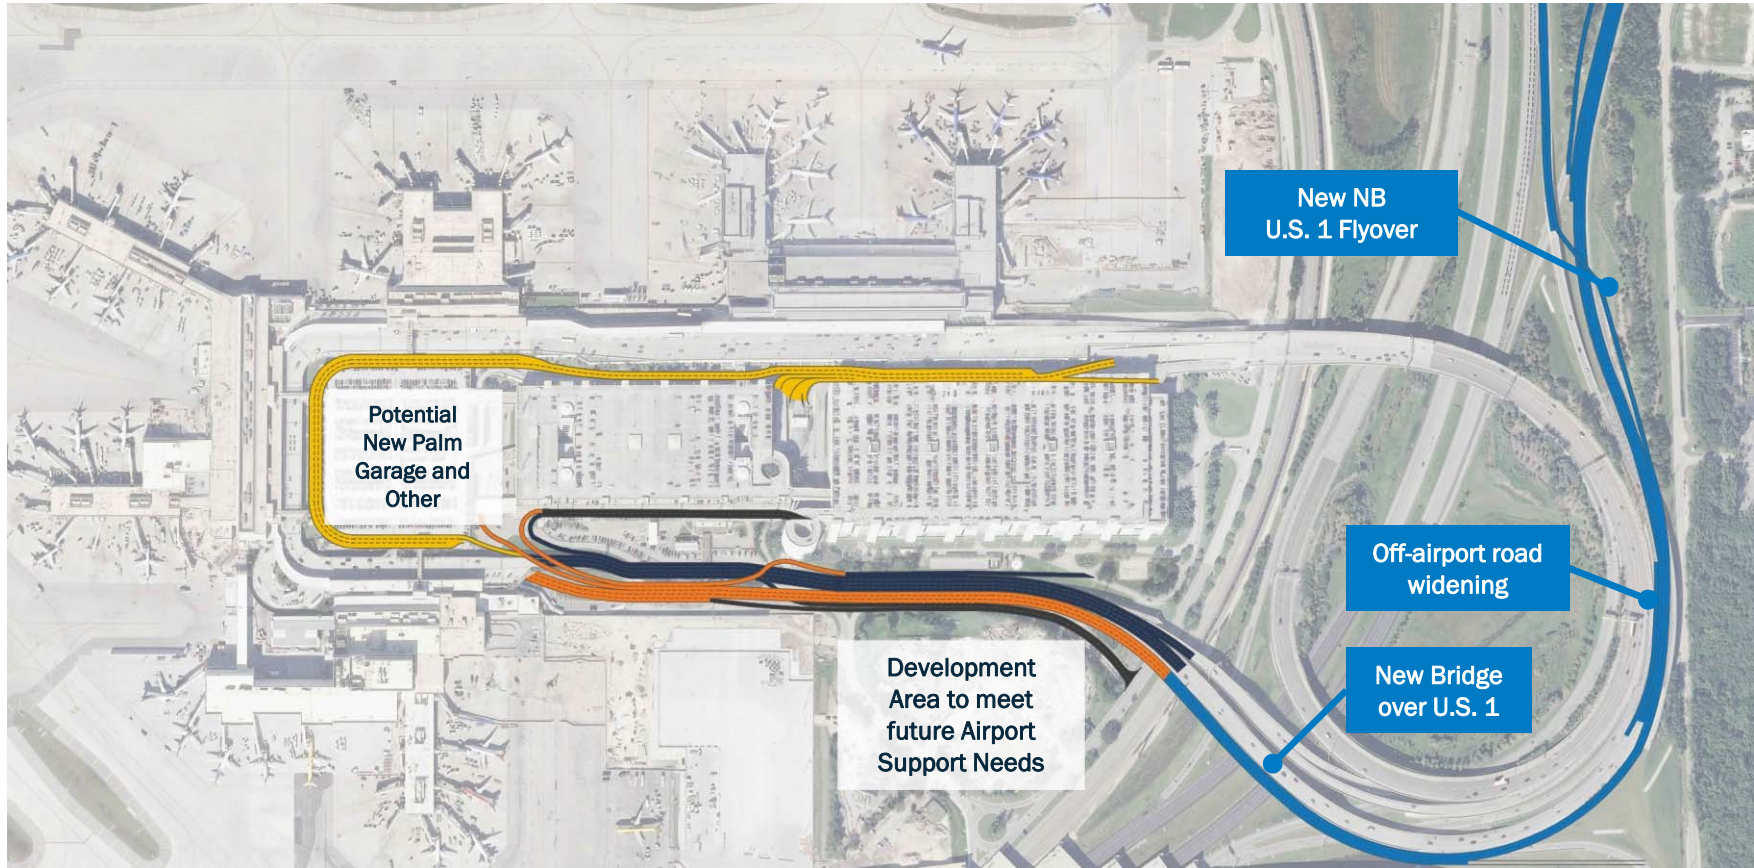 New NB
U.S. 1 Flyover
Potential
New Palm
Garage and
Other
Off-airport road
widening
New Bridge
over U.S. 1
Development
Area to meet
future Airport
Support Needs